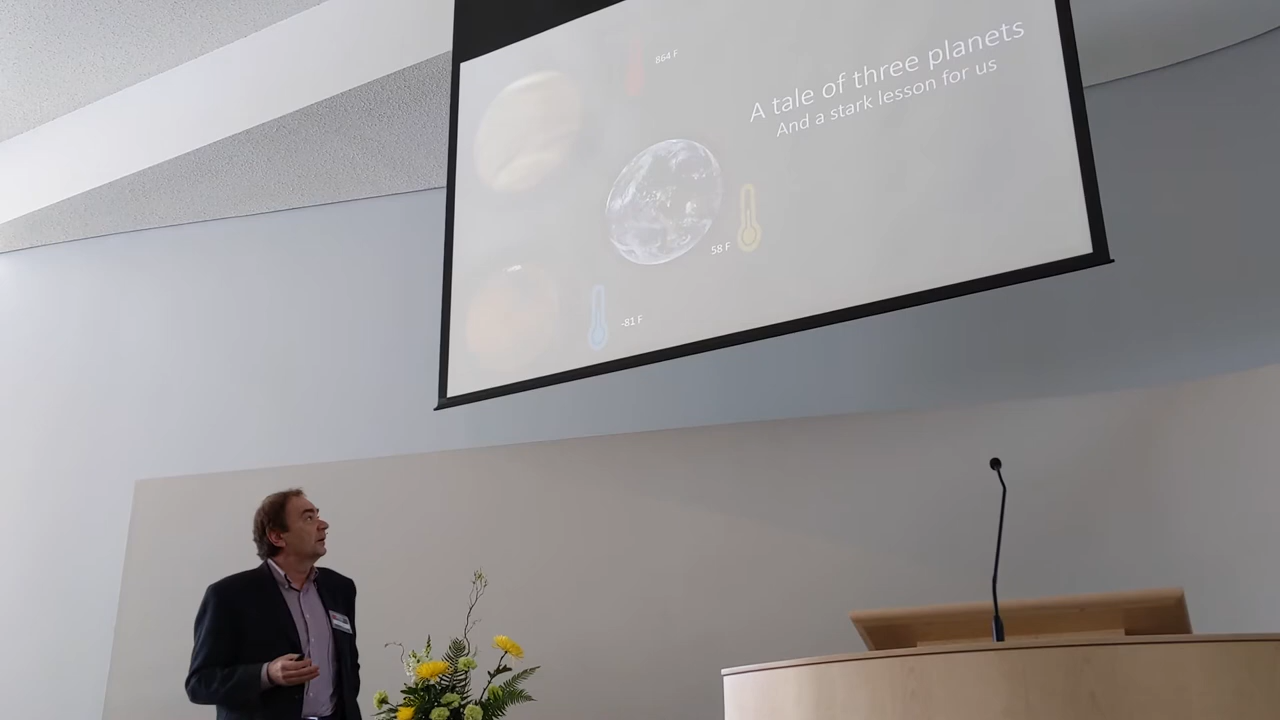 864 F
A tale of three planets
And a stark lesson for us
58 F
-81 F